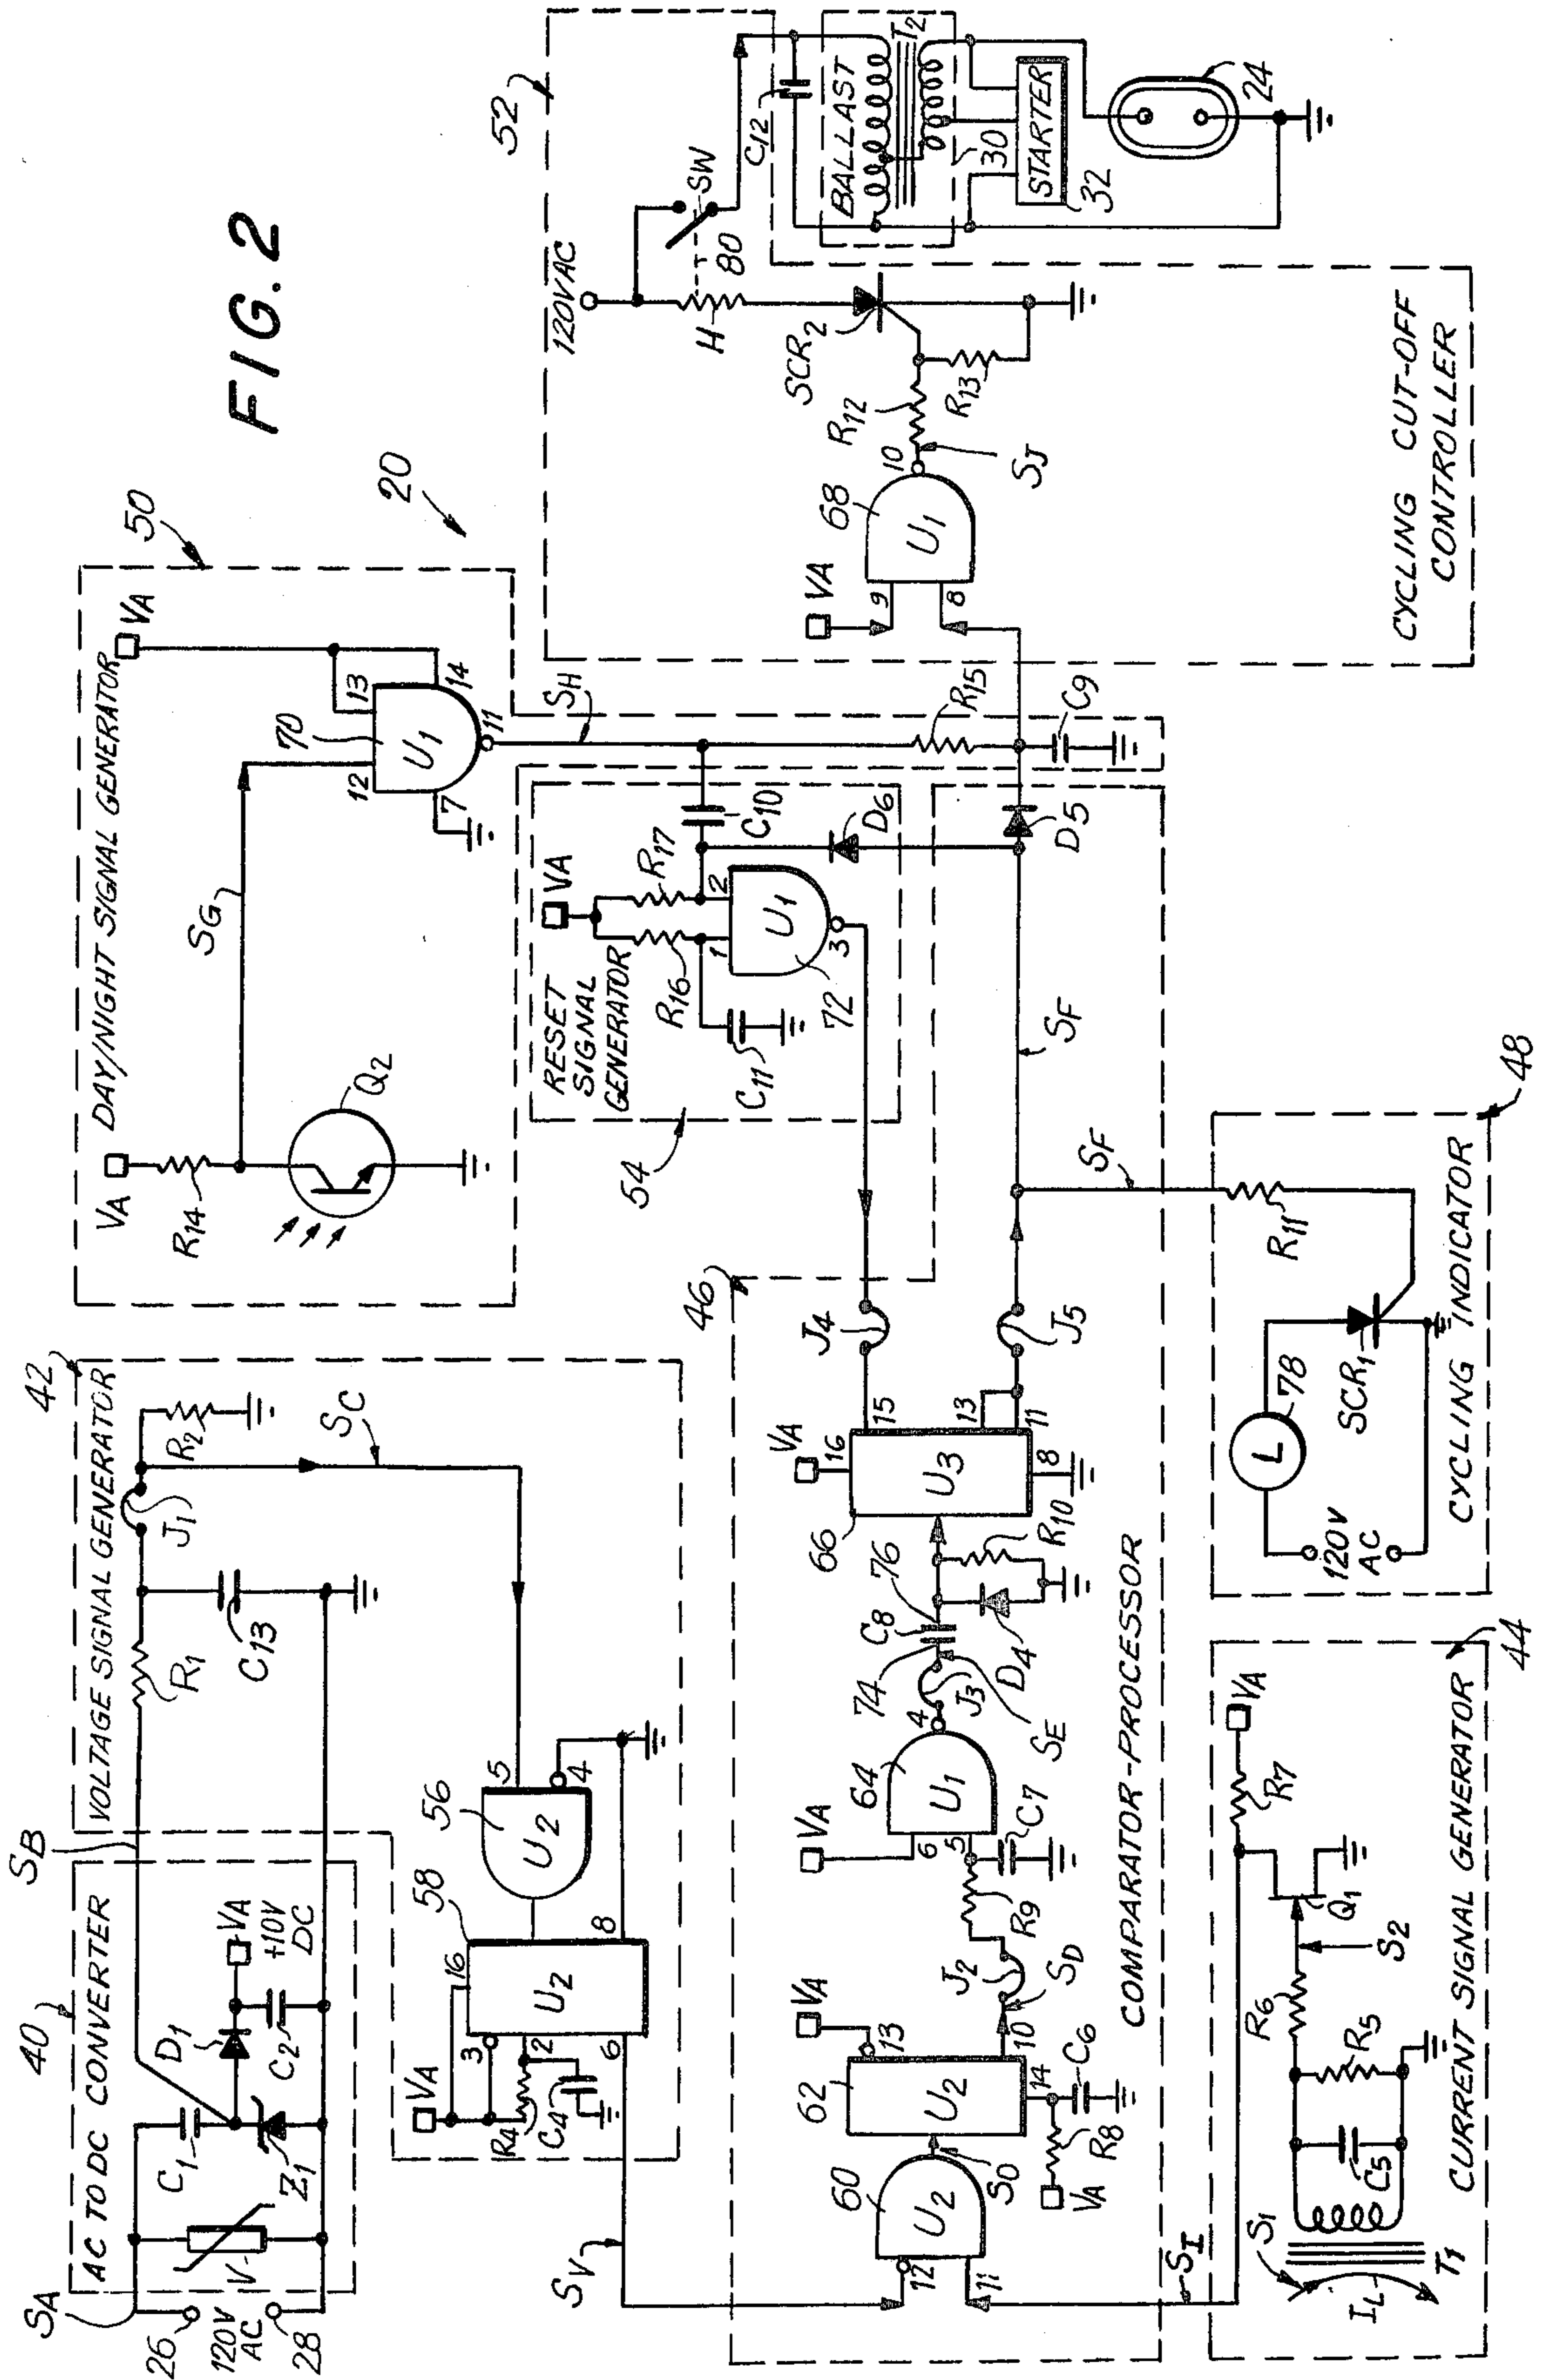 FIG. 2
20
40
AC TO DC CONVERTER
SA
26
120V
AC
28
V
C1
Z1
D1
C2
VA
+10V
DC
SB
42
VOLTAGE SIGNAL GENERATOR
R1
C13
J1
R2
SC
5
4
56
U2
58
16
8
U2
3
2
6
VA
R4
C4
SV
50
DAY/NIGHT SIGNAL GENERATOR
VA
R14
Q2
SG
VA
70
12
13
14
U1
7
11
SH
R15
C9
RESET
SIGNAL
GENERATOR
54
VA
R16
R17
C10
C11
1
2
U1
3
72
D6
D5
46
COMPARATOR-PROCESSOR
60
12
11
U2
SO
62
VA
13
U2
10
14
VA
R8
C6
SD
J2
R9
C7
VA
64
6
5
U1
4
J3
SE
74
C8
76
D4
R10
66
VA
16
U3
15
13
11
8
J4
J5
SF
SF
SI
44
CURRENT SIGNAL GENERATOR
S1
IL
T1
C5
R5
R6
S2
Q1
R7
VA
48
CYCLING INDICATOR
120V
AC
L
78
SCR1
R11
52
CYCLING CUT-OFF
CONTROLLER
VA
9
8
68
U1
10
SJ
R12
R13
SCR2
120VAC
H
80
SW
C12
BALLAST
T2
30
STARTER
32
24